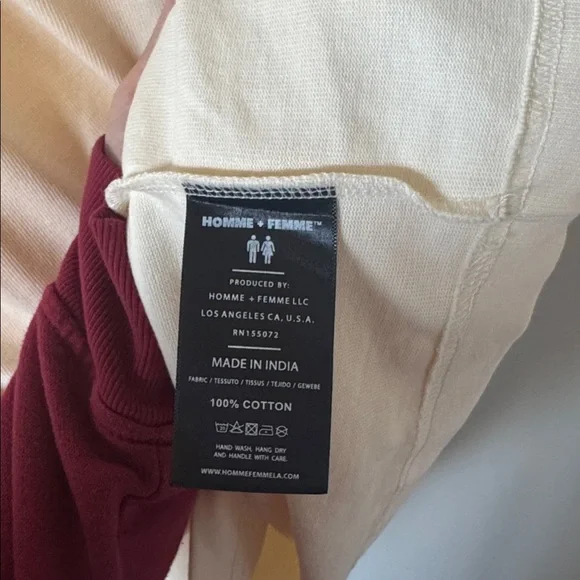 HOMME + FEMME™
PRODUCED BY:
HOMME + FEMME LLC
LOS ANGELES CA, U.S.A.
RN155072
MADE IN INDIA
FABRIC / TESSUTO / TISSUS / TEJIDO / GEWEBE
100% COTTON
HAND WASH, HANG DRY
AND HANDLE WITH CARE.
WWW.HOMMEFEMMELA.COM